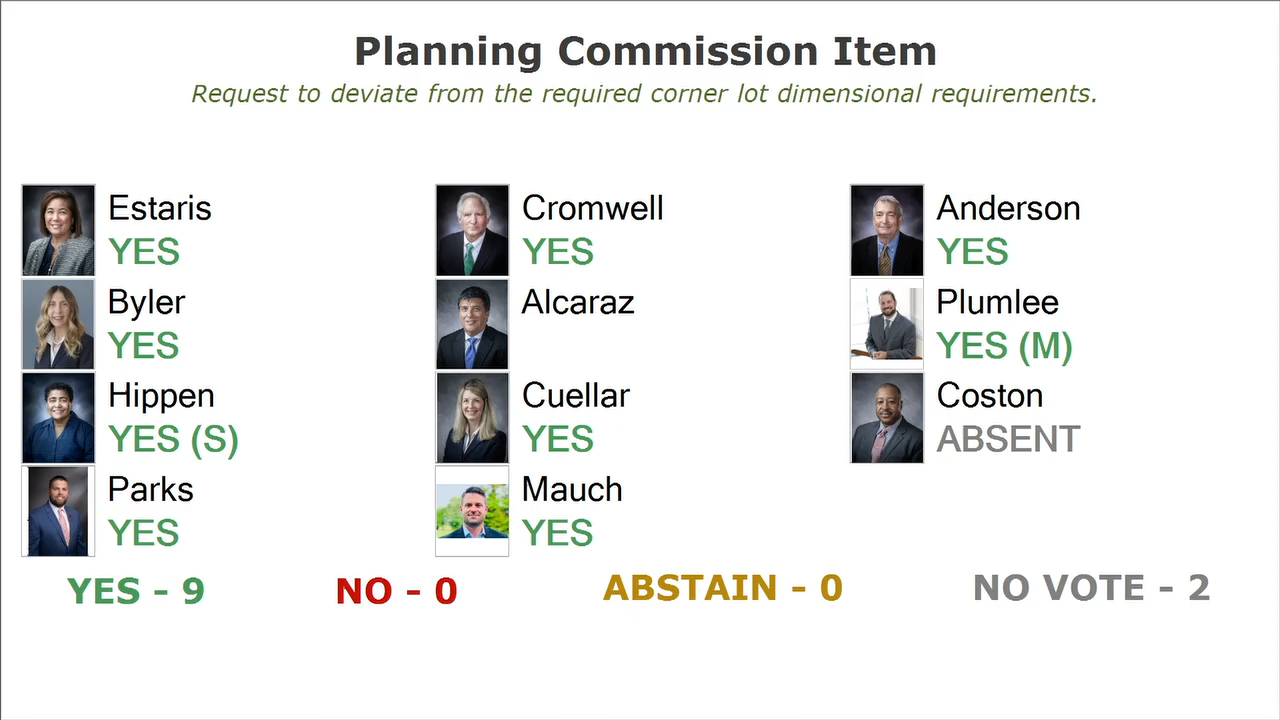 Planning Commission Item
Request to deviate from the required corner lot dimensional requirements.
Estaris
YES
Byler
YES
Hippen
YES (S)
Parks
YES
Cromwell
YES
Alcaraz
Cuellar
YES
Mauch
YES
Anderson
YES
Plumlee
YES (M)
Coston
ABSENT
YES - 9
NO - 0
ABSTAIN - 0
NO VOTE - 2